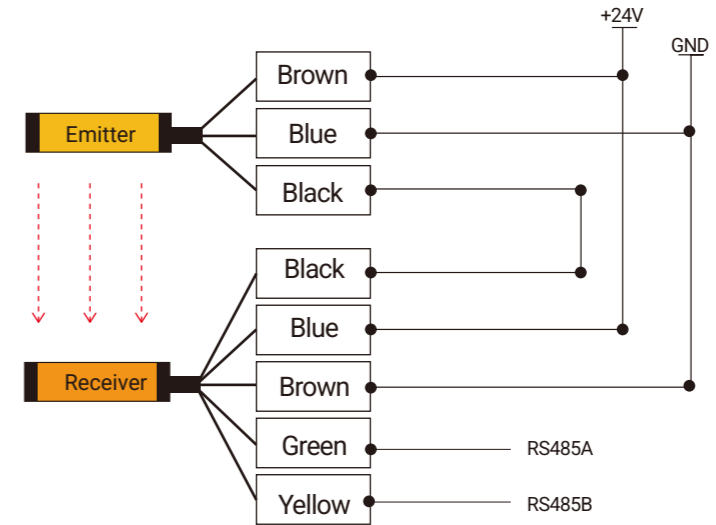 +24V
GND
Brown
Emitter
Blue
Black
Black
Blue
Receiver
Brown
Green
RS485A
Yellow
RS485B